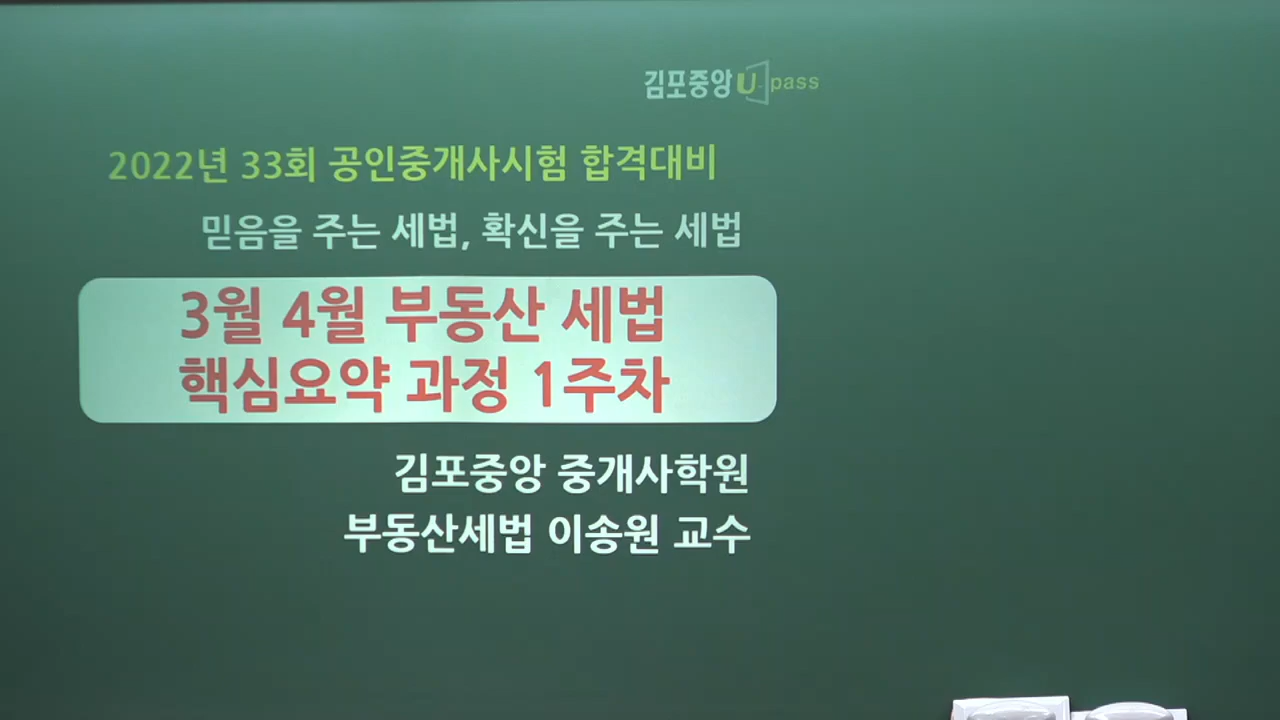 김포중앙 U-pass
2022년 33회 공인중개사시험 합격대비
믿음을 주는 세법, 확신을 주는 세법
3월 4월 부동산 세법
핵심요약 과정 1주차
김포중앙 중개사학원
부동산세법 이송원 교수